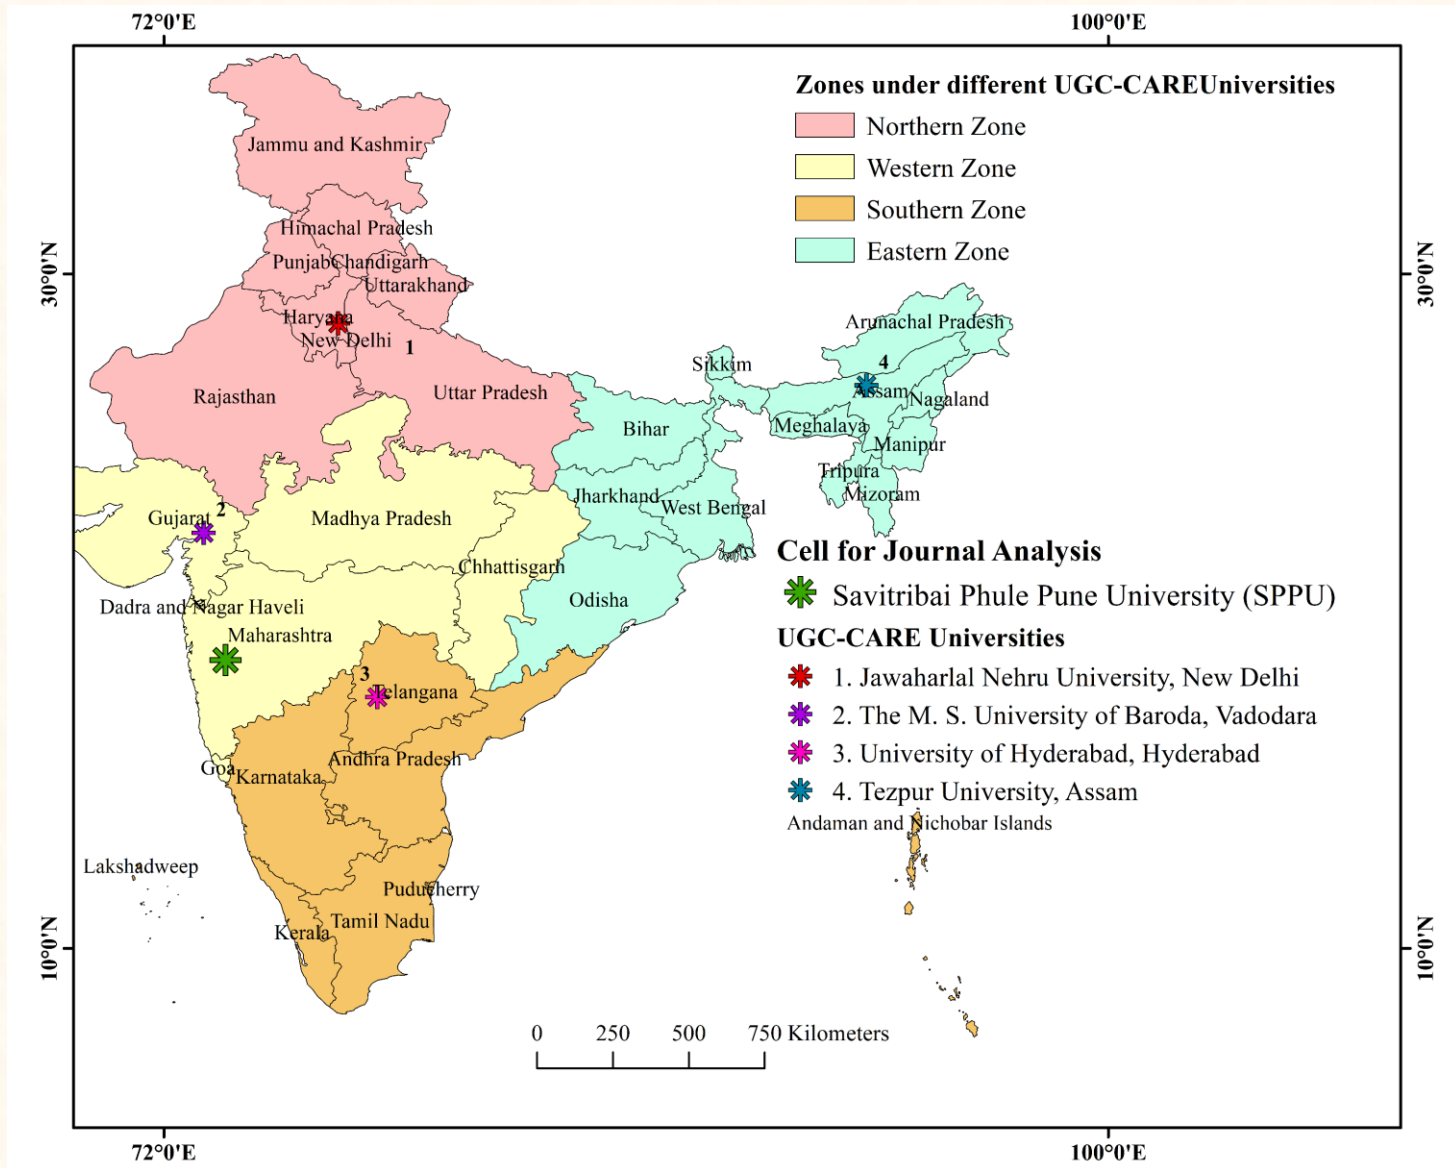 72°0'E 100°0'E
Zones under different UGC-CAREUniversities
Northern Zone
Western Zone
Southern Zone
Eastern Zone
30°0'N
30°0'N
Jammu and Kashmir
Himachal Pradesh
Punjab
Chandigarh
Uttarakhand
Haryana
New Delhi
1
Rajasthan
Uttar Pradesh
Arunachal Pradesh
4
Sikkim
Assam
Nagaland
Bihar
Meghalaya
Manipur
Tripura
Mizoram
Jharkhand
West Bengal
2
Gujarat
Madhya Pradesh
Chhattisgarh
Odisha
Dadra and Nagar Haveli
Maharashtra
3
Telangana
Andhra Pradesh
Goa
Karnataka
Lakshadweep
Puducherry
Tamil Nadu
Kerala
Cell for Journal Analysis
Savitribai Phule Pune University (SPPU)
UGC-CARE Universities
1. Jawaharlal Nehru University, New Delhi
2. The M. S. University of Baroda, Vadodara
3. University of Hyderabad, Hyderabad
4. Tezpur University, Assam
Andaman and Nichobar Islands
10°0'N
10°0'N
0 250 500 750 Kilometers
72°0'E 100°0'E